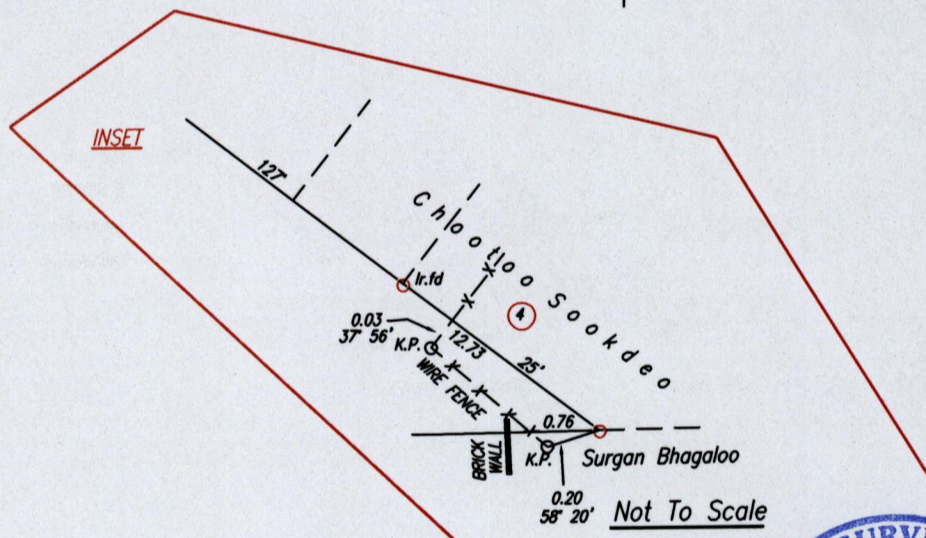 INSET
127'
Chootoo Sookdeo
Ir.fd
4
0.03
37° 56'
K.P.
12.73
25'
WIRE FENCE
0.76
BRICK
WALL
K.P.
Surgan Bhagaloo
0.20
58° 20'
Not To Scale
SURV